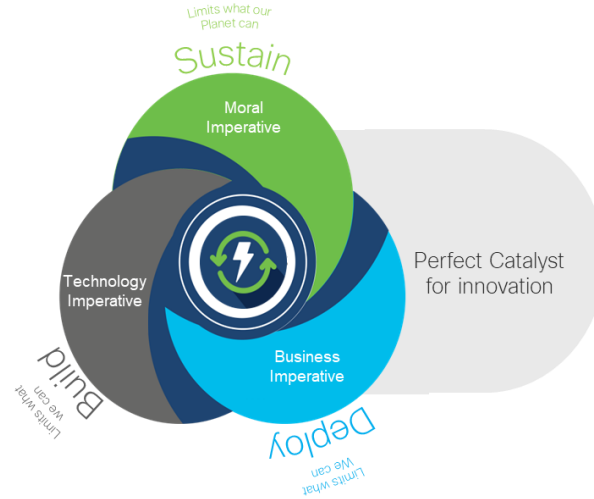 Limits what our
Planet can
Sustain
Moral
Imperative
Technology
Imperative
Build
Limits what
we can
Business
Imperative
Deploy
Limits what
We can
Perfect Catalyst
for innovation